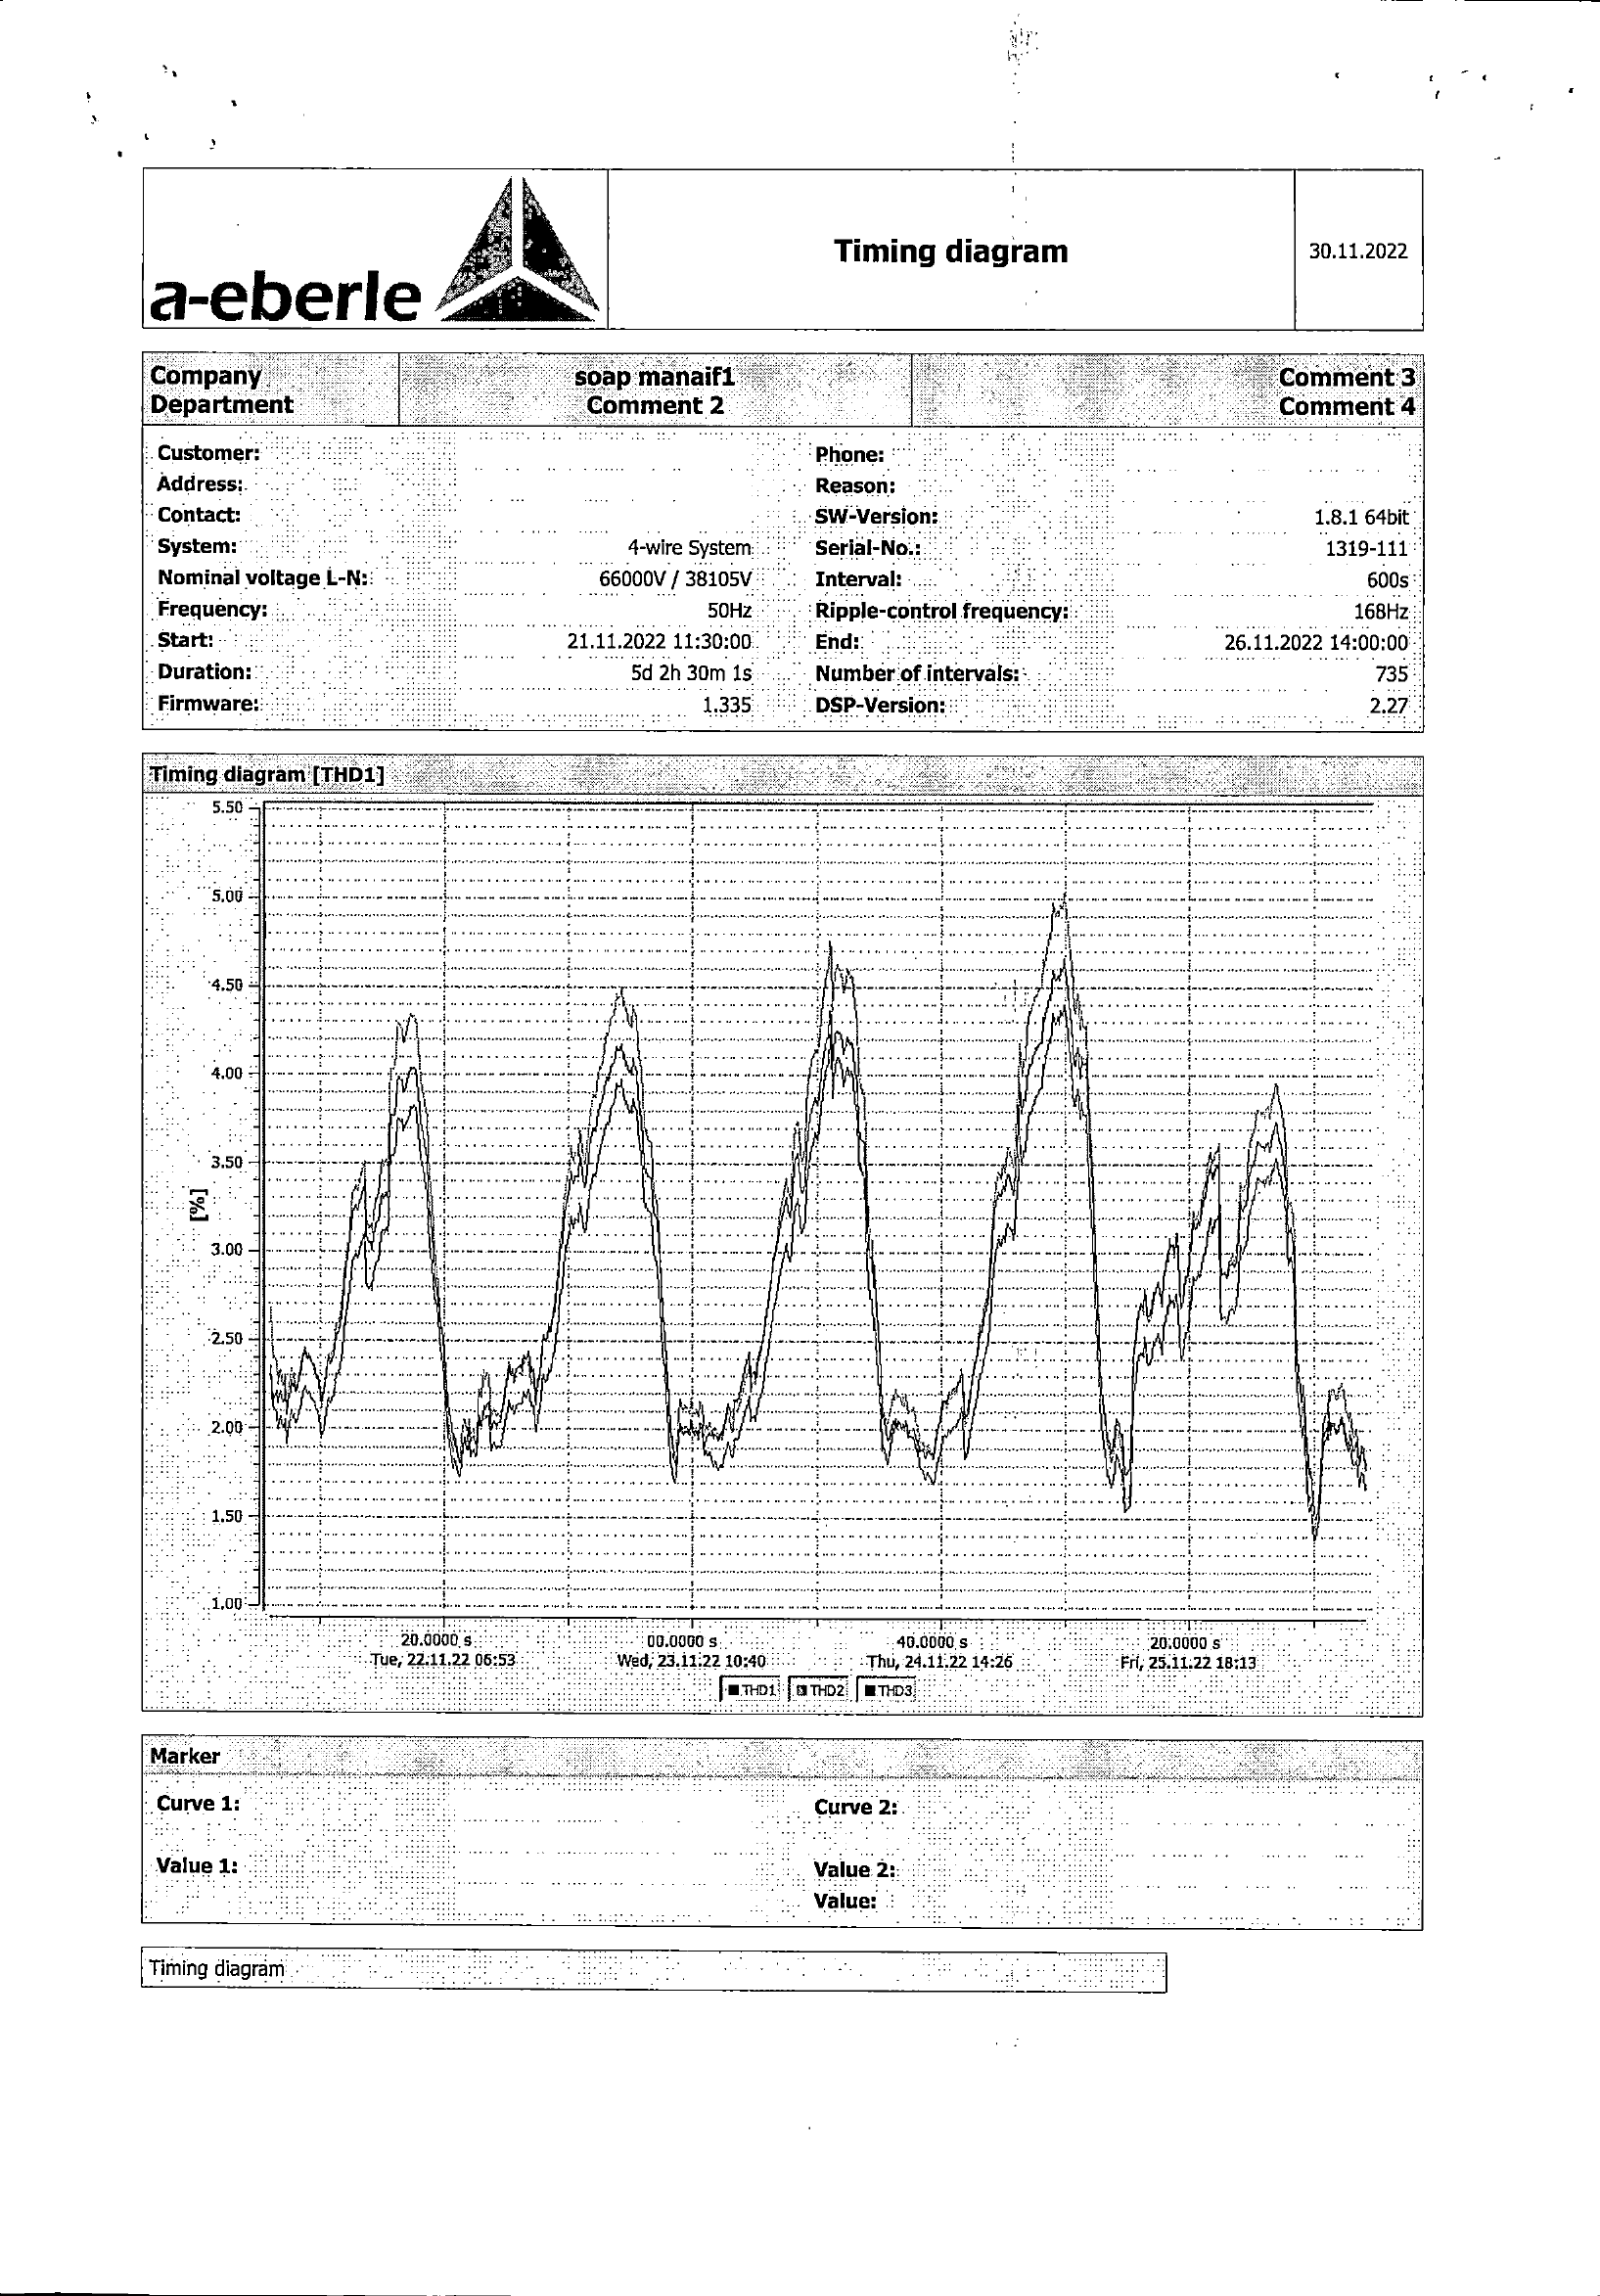 a-eberle
Timing diagram
30.11.2022
Company soap manaif1 Comment 3
Department Comment 2 Comment 4
Customer: Phone:
Address: Reason:
Contact: SW-Version: 1.8.1 64bit
System: 4-wire System Serial-No.: 1319-111
Nominal voltage L-N: 66000V / 38105V Interval: 600s
Frequency: 50Hz Ripple-control frequency: 168Hz
Start: 21.11.2022 11:30:00 End: 26.11.2022 14:00:00
Duration: 5d 2h 30m 1s Number of intervals: 735
Firmware: 1.335 DSP-Version: 2.27
Timing diagram [THD1]
5.50
5.00
4.50
4.00
3.50
[%]
3.00
2.50
2.00
1.50
1.00
20.0000 s 00.0000 s 40.0000 s 20.0000 s
Tue, 22.11.22 06:53 Wed, 23.11.22 10:40 Thu, 24.11.22 14:26 Fri, 25.11.22 18:13
THD1 THD2 THD3
Marker
Curve 1: Curve 2:
Value 1: Value 2:
Value:
Timing diagram